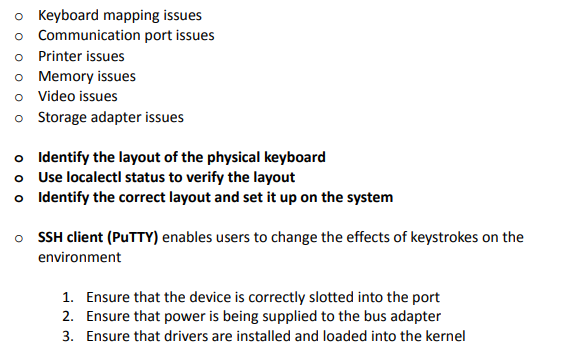 o Keyboard mapping issues
o Communication port issues
o Printer issues
o Memory issues
o Video issues
o Storage adapter issues
o Identify the layout of the physical keyboard
o Use localectl status to verify the layout
o Identify the correct layout and set it up on the system
o SSH client (PuTTY) enables users to change the effects of keystrokes on the
environment
1. Ensure that the device is correctly slotted into the port
2. Ensure that power is being supplied to the bus adapter
3. Ensure that drivers are installed and loaded into the kernel